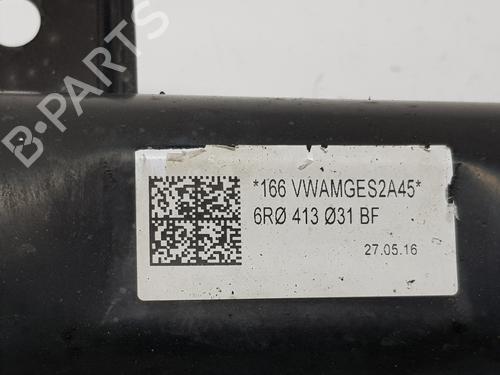 B-PARTS
*166 VWAMGES2A45*
6RØ 413 Ø31 BF
27.05.16